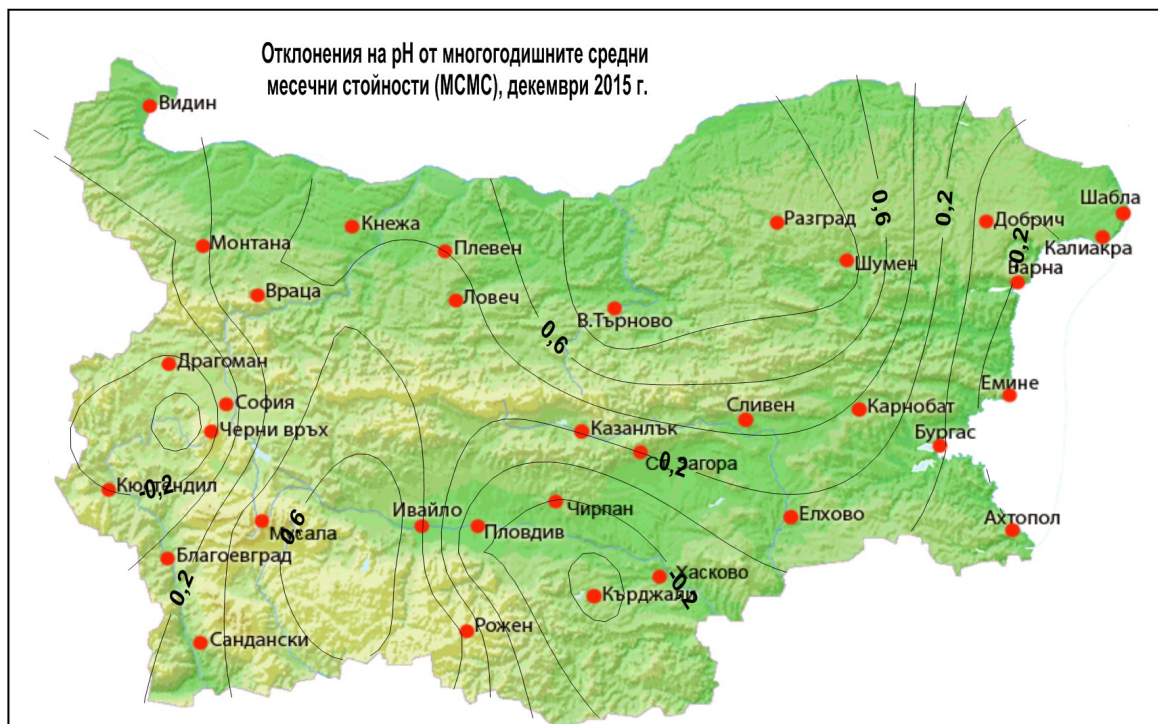 Отклонения на pH от многогодишните средни
месечни стойности (МСМС), декември 2015 г.
Видин
Кнежа
Плевен
Монтана
Враца
Ловеч
В.Търново
Разград
Шумен
Добрич
Шабла
Калиакра
Варна
0,6
0,2
-0,2
0,6
Драгоман
София
Черни връх
Кюстендил
-0,2
Казанлък
Ст. Загора
0,2
Сливен
Карнобат
Емине
Бургас
Мусала
0,6
Ивайло
Пловдив
Чирпан
Елхово
Ахтопол
Благоевград
0,2
Хасково
-0,2
Кърджали
Рожен
Сандански